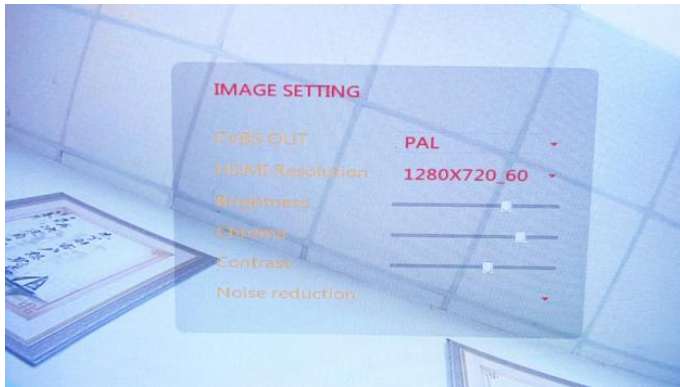 IMAGE SETTING
CVBS OUT PAL
HDMI Resolution 1280X720_60
Brightness
Chroma
Contrast
Noise reduction